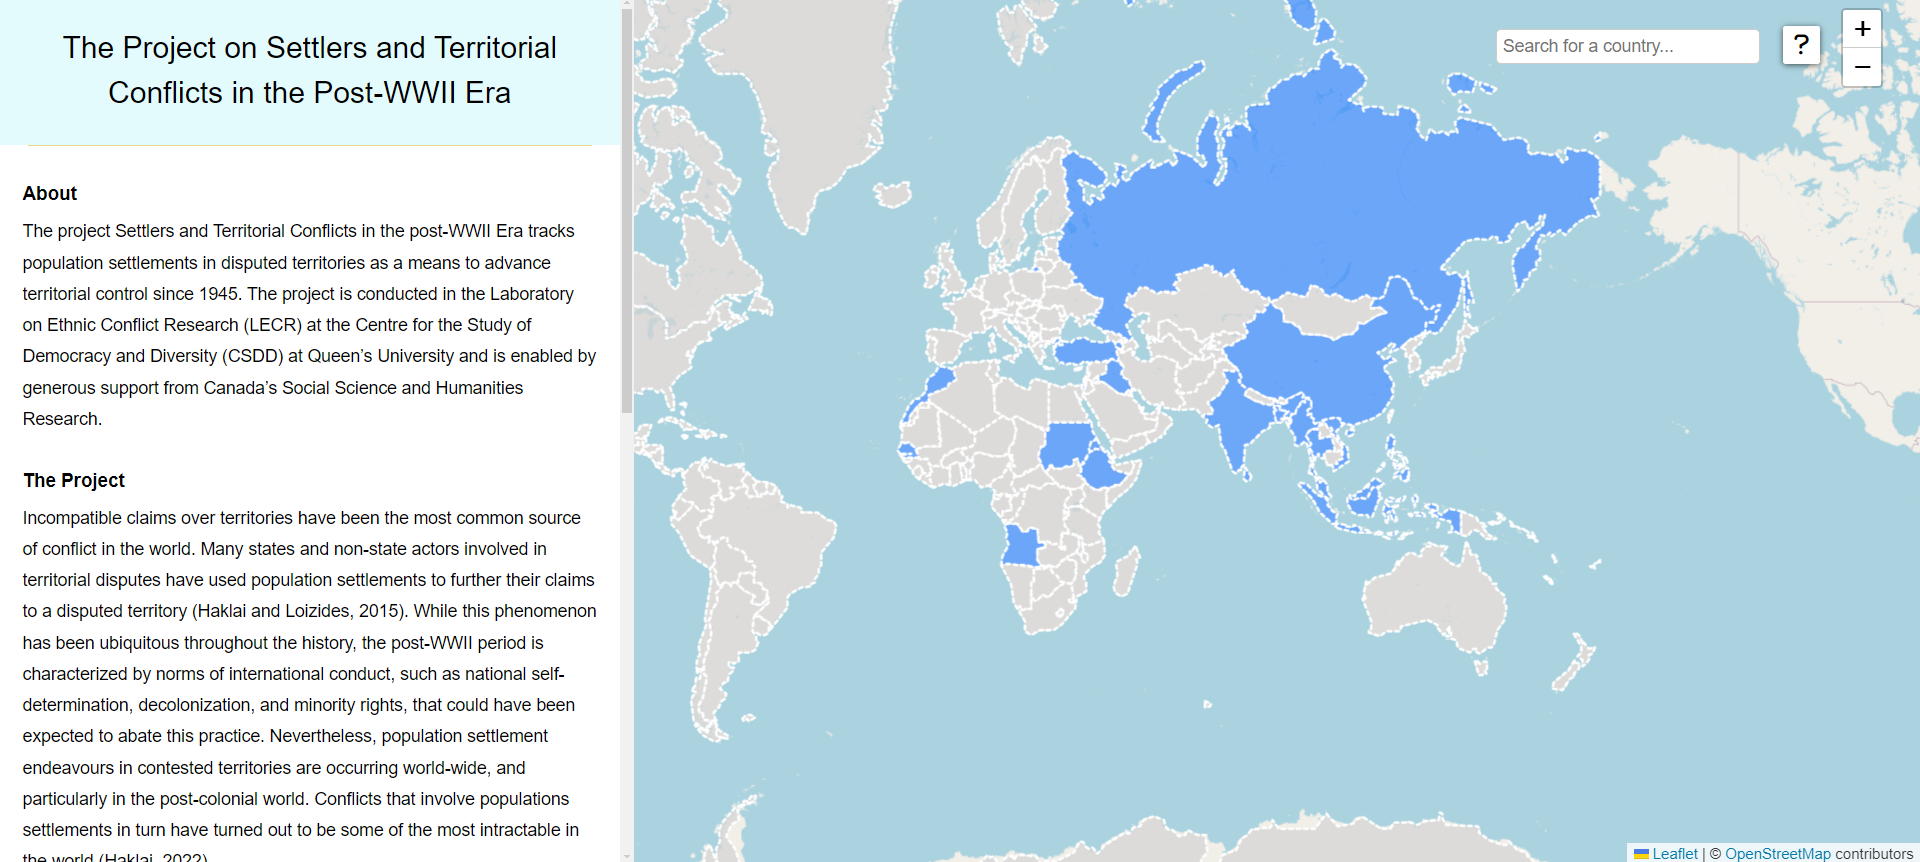 The Project on Settlers and Territorial
Conflicts in the Post-WWII Era
About
The project Settlers and Territorial Conflicts in the post-WWII Era tracks
population settlements in disputed territories as a means to advance
territorial control since 1945. The project is conducted in the Laboratory
on Ethnic Conflict Research (LECR) at the Centre for the Study of
Democracy and Diversity (CSDD) at Queen’s University and is enabled by
generous support from Canada’s Social Science and Humanities
Research.
The Project
Incompatible claims over territories have been the most common source
of conflict in the world. Many states and non-state actors involved in
territorial disputes have used population settlements to further their claims
to a disputed territory (Haklai and Loizides, 2015). While this phenomenon
has been ubiquitous throughout the history, the post-WWII period is
characterized by norms of international conduct, such as national self-
determination, decolonization, and minority rights, that could have been
expected to abate this practice. Nevertheless, population settlement
endeavours in contested territories are occurring world-wide, and
particularly in the post-colonial world. Conflicts that involve populations
settlements in turn have turned out to be some of the most intractable in
the world (Haklai, 2022)
Search for a country...
?
+
−
Leaflet | © OpenStreetMap contributors